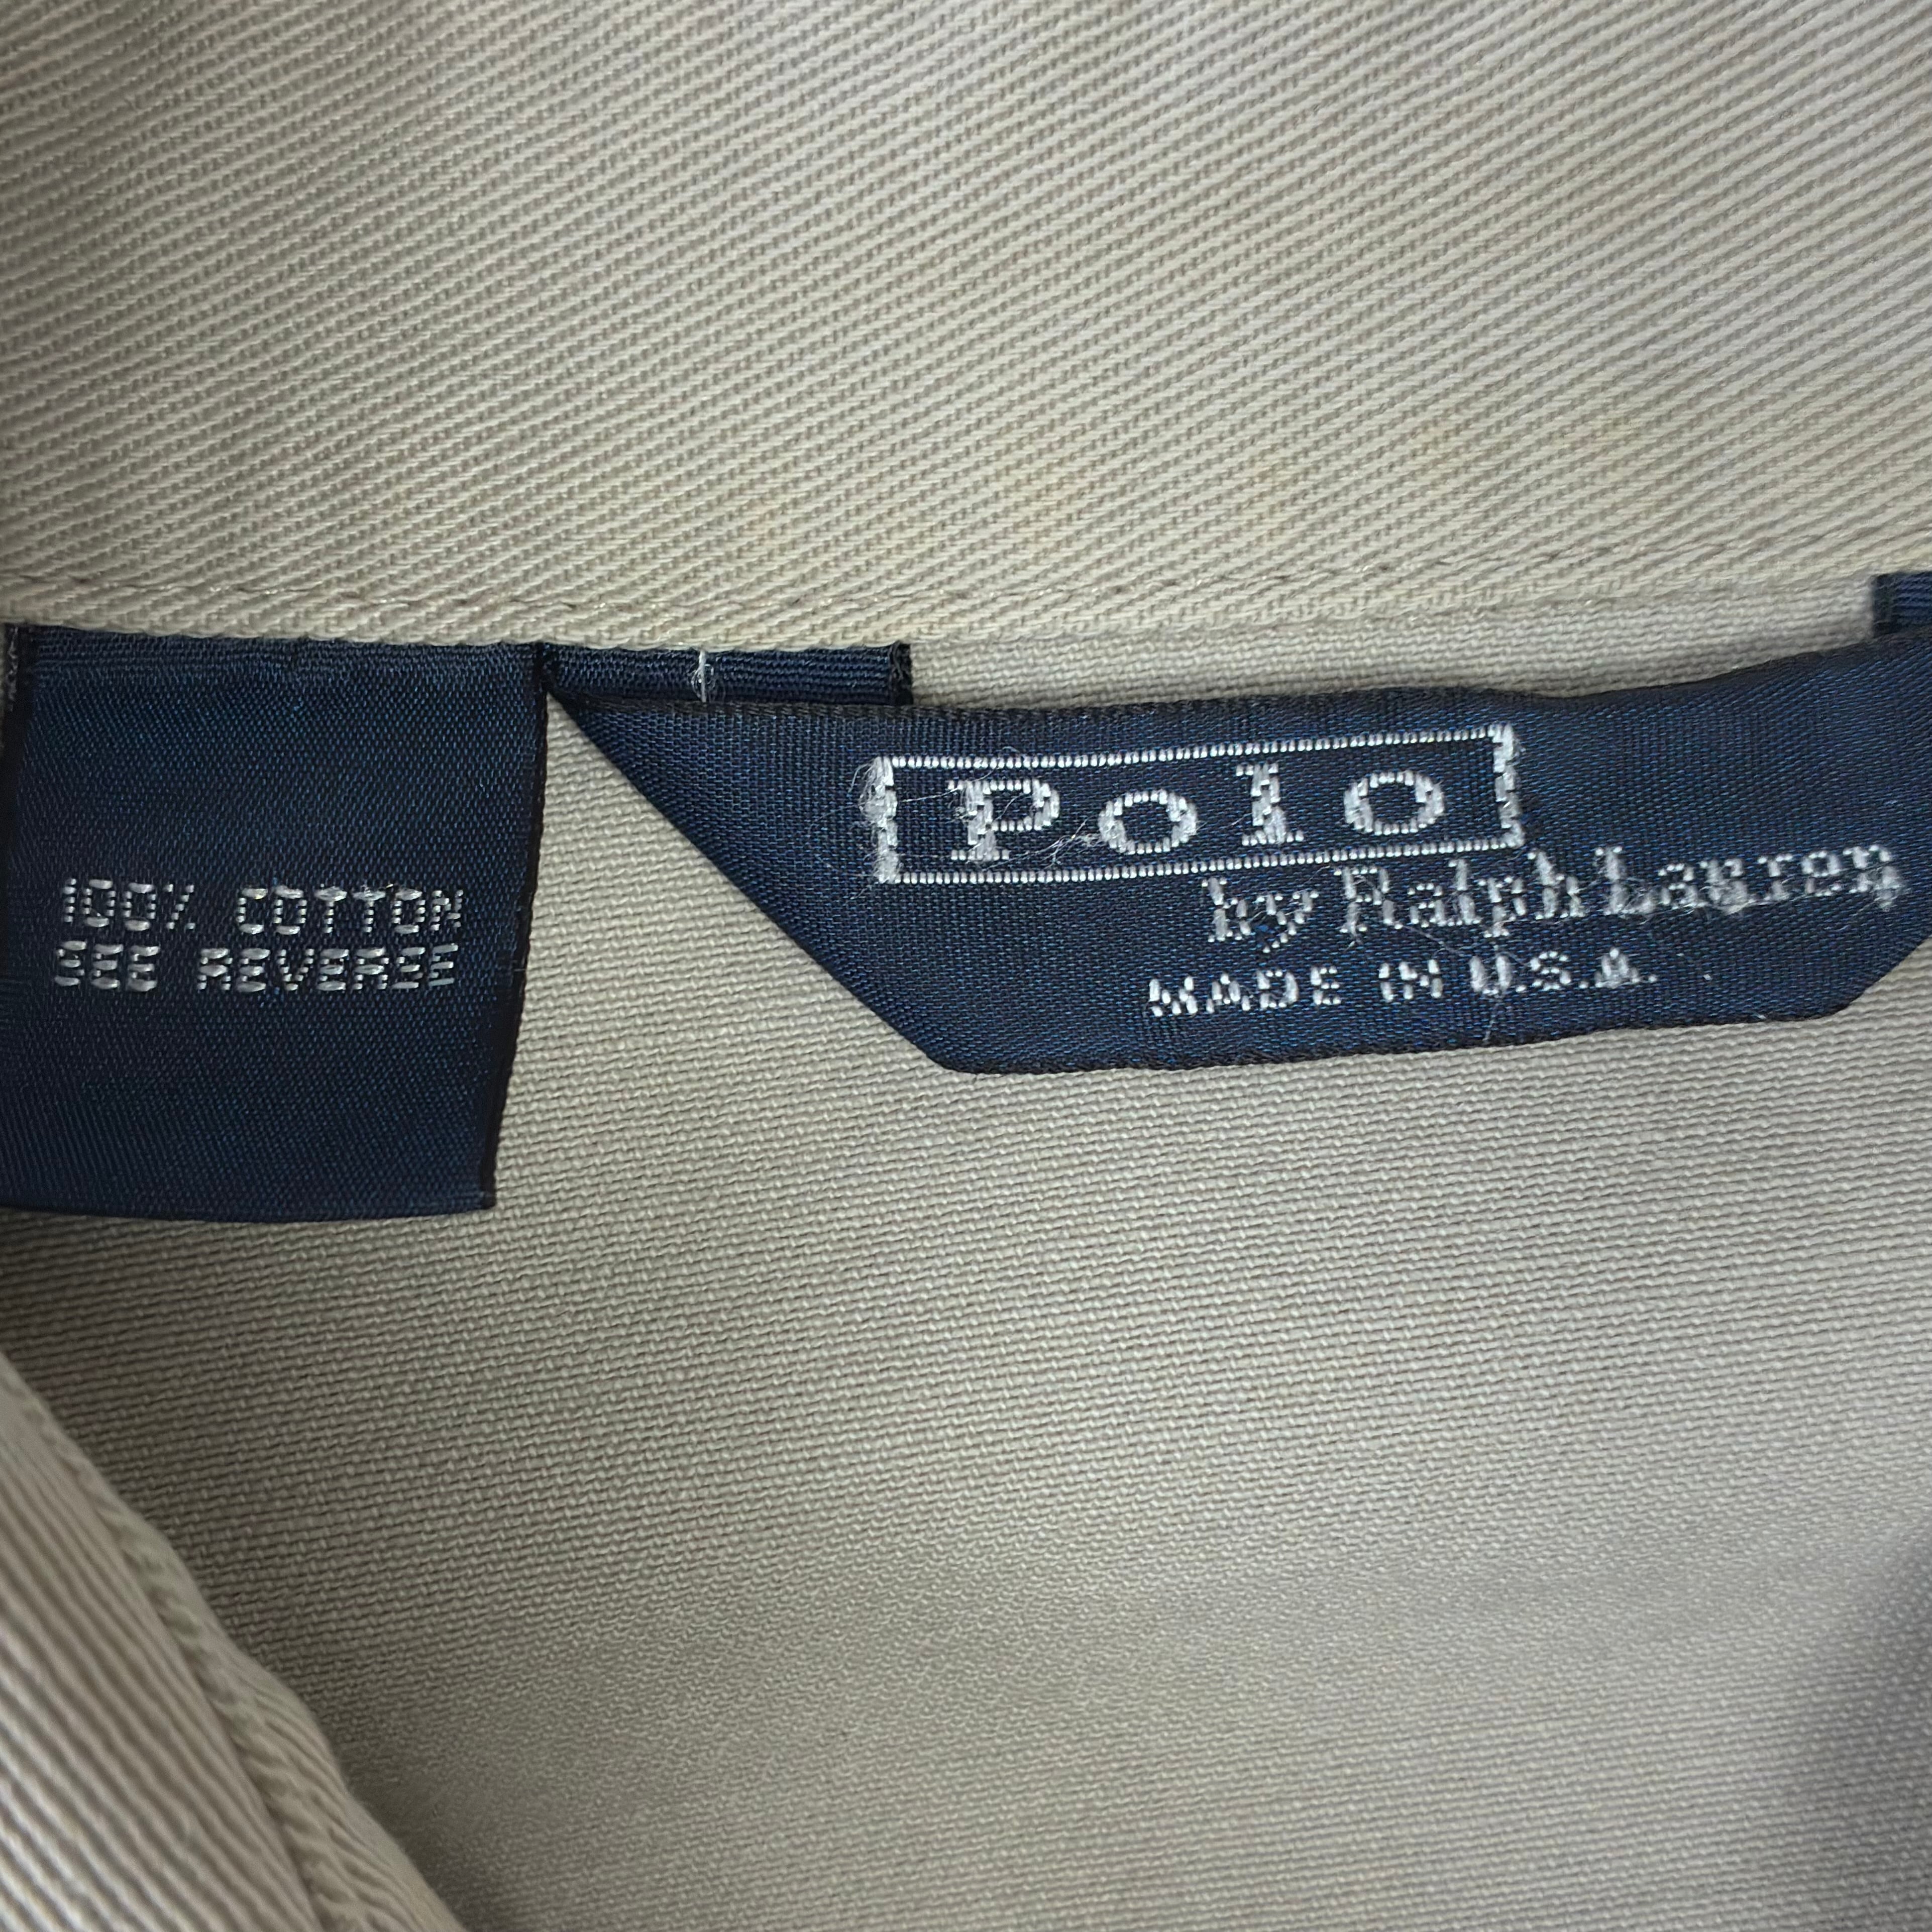 100% COTTON
SEE REVERSE
Polo
by Ralph Lauren
MADE IN U.S.A.